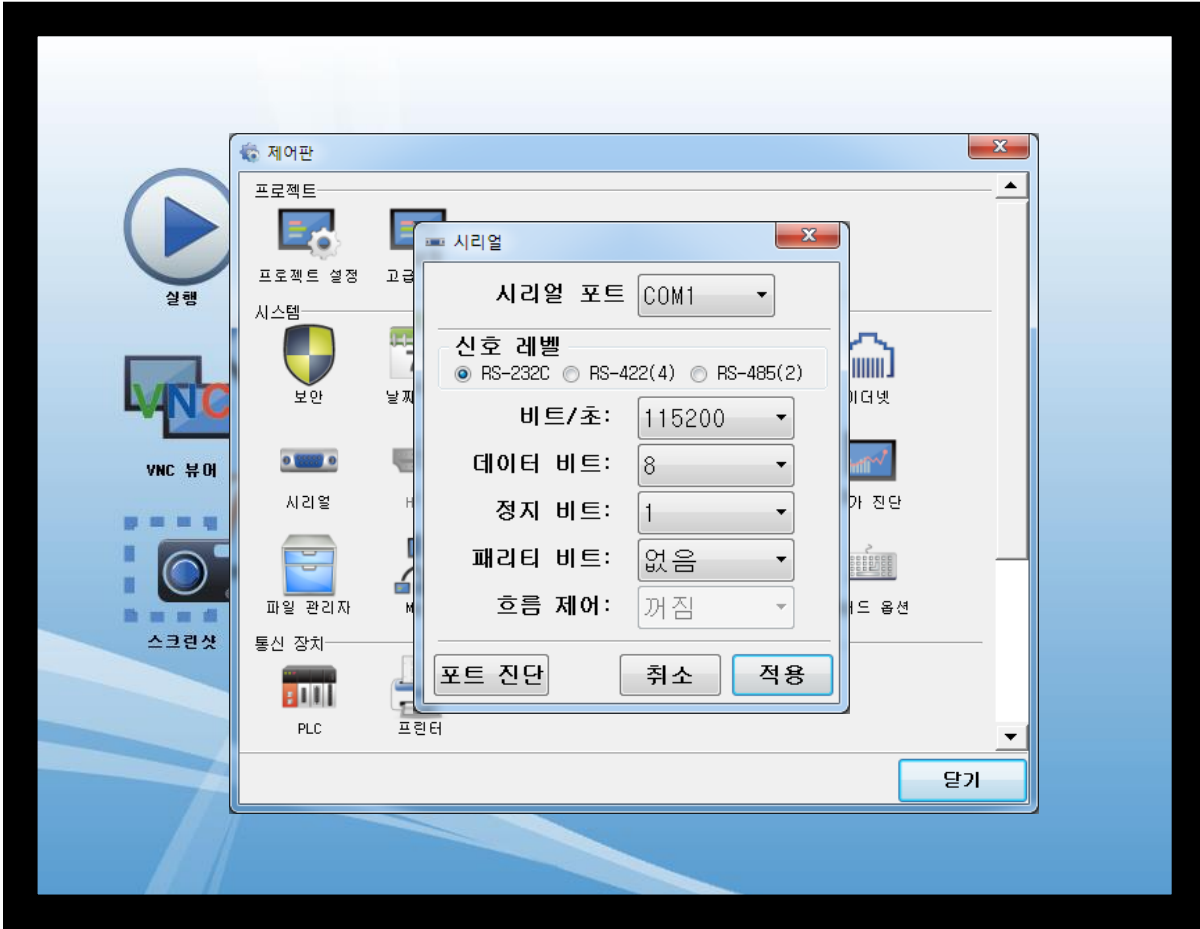 제어판
프로젝트
프로젝트 설정
실행
시스템
보안
VNC
VNC 뷰어
시리얼
파일 관리자
스크린샷
통신 장치
PLC
프린터
진단
옵션
닫기
시리얼
시리얼 포트 COM1
신호 레벨
RS-232C RS-422(4) RS-485(2)
비트/초: 115200
데이터 비트: 8
정지 비트: 1
패리티 비트: 없음
흐름 제어: 꺼짐
포트 진단 취소 적용